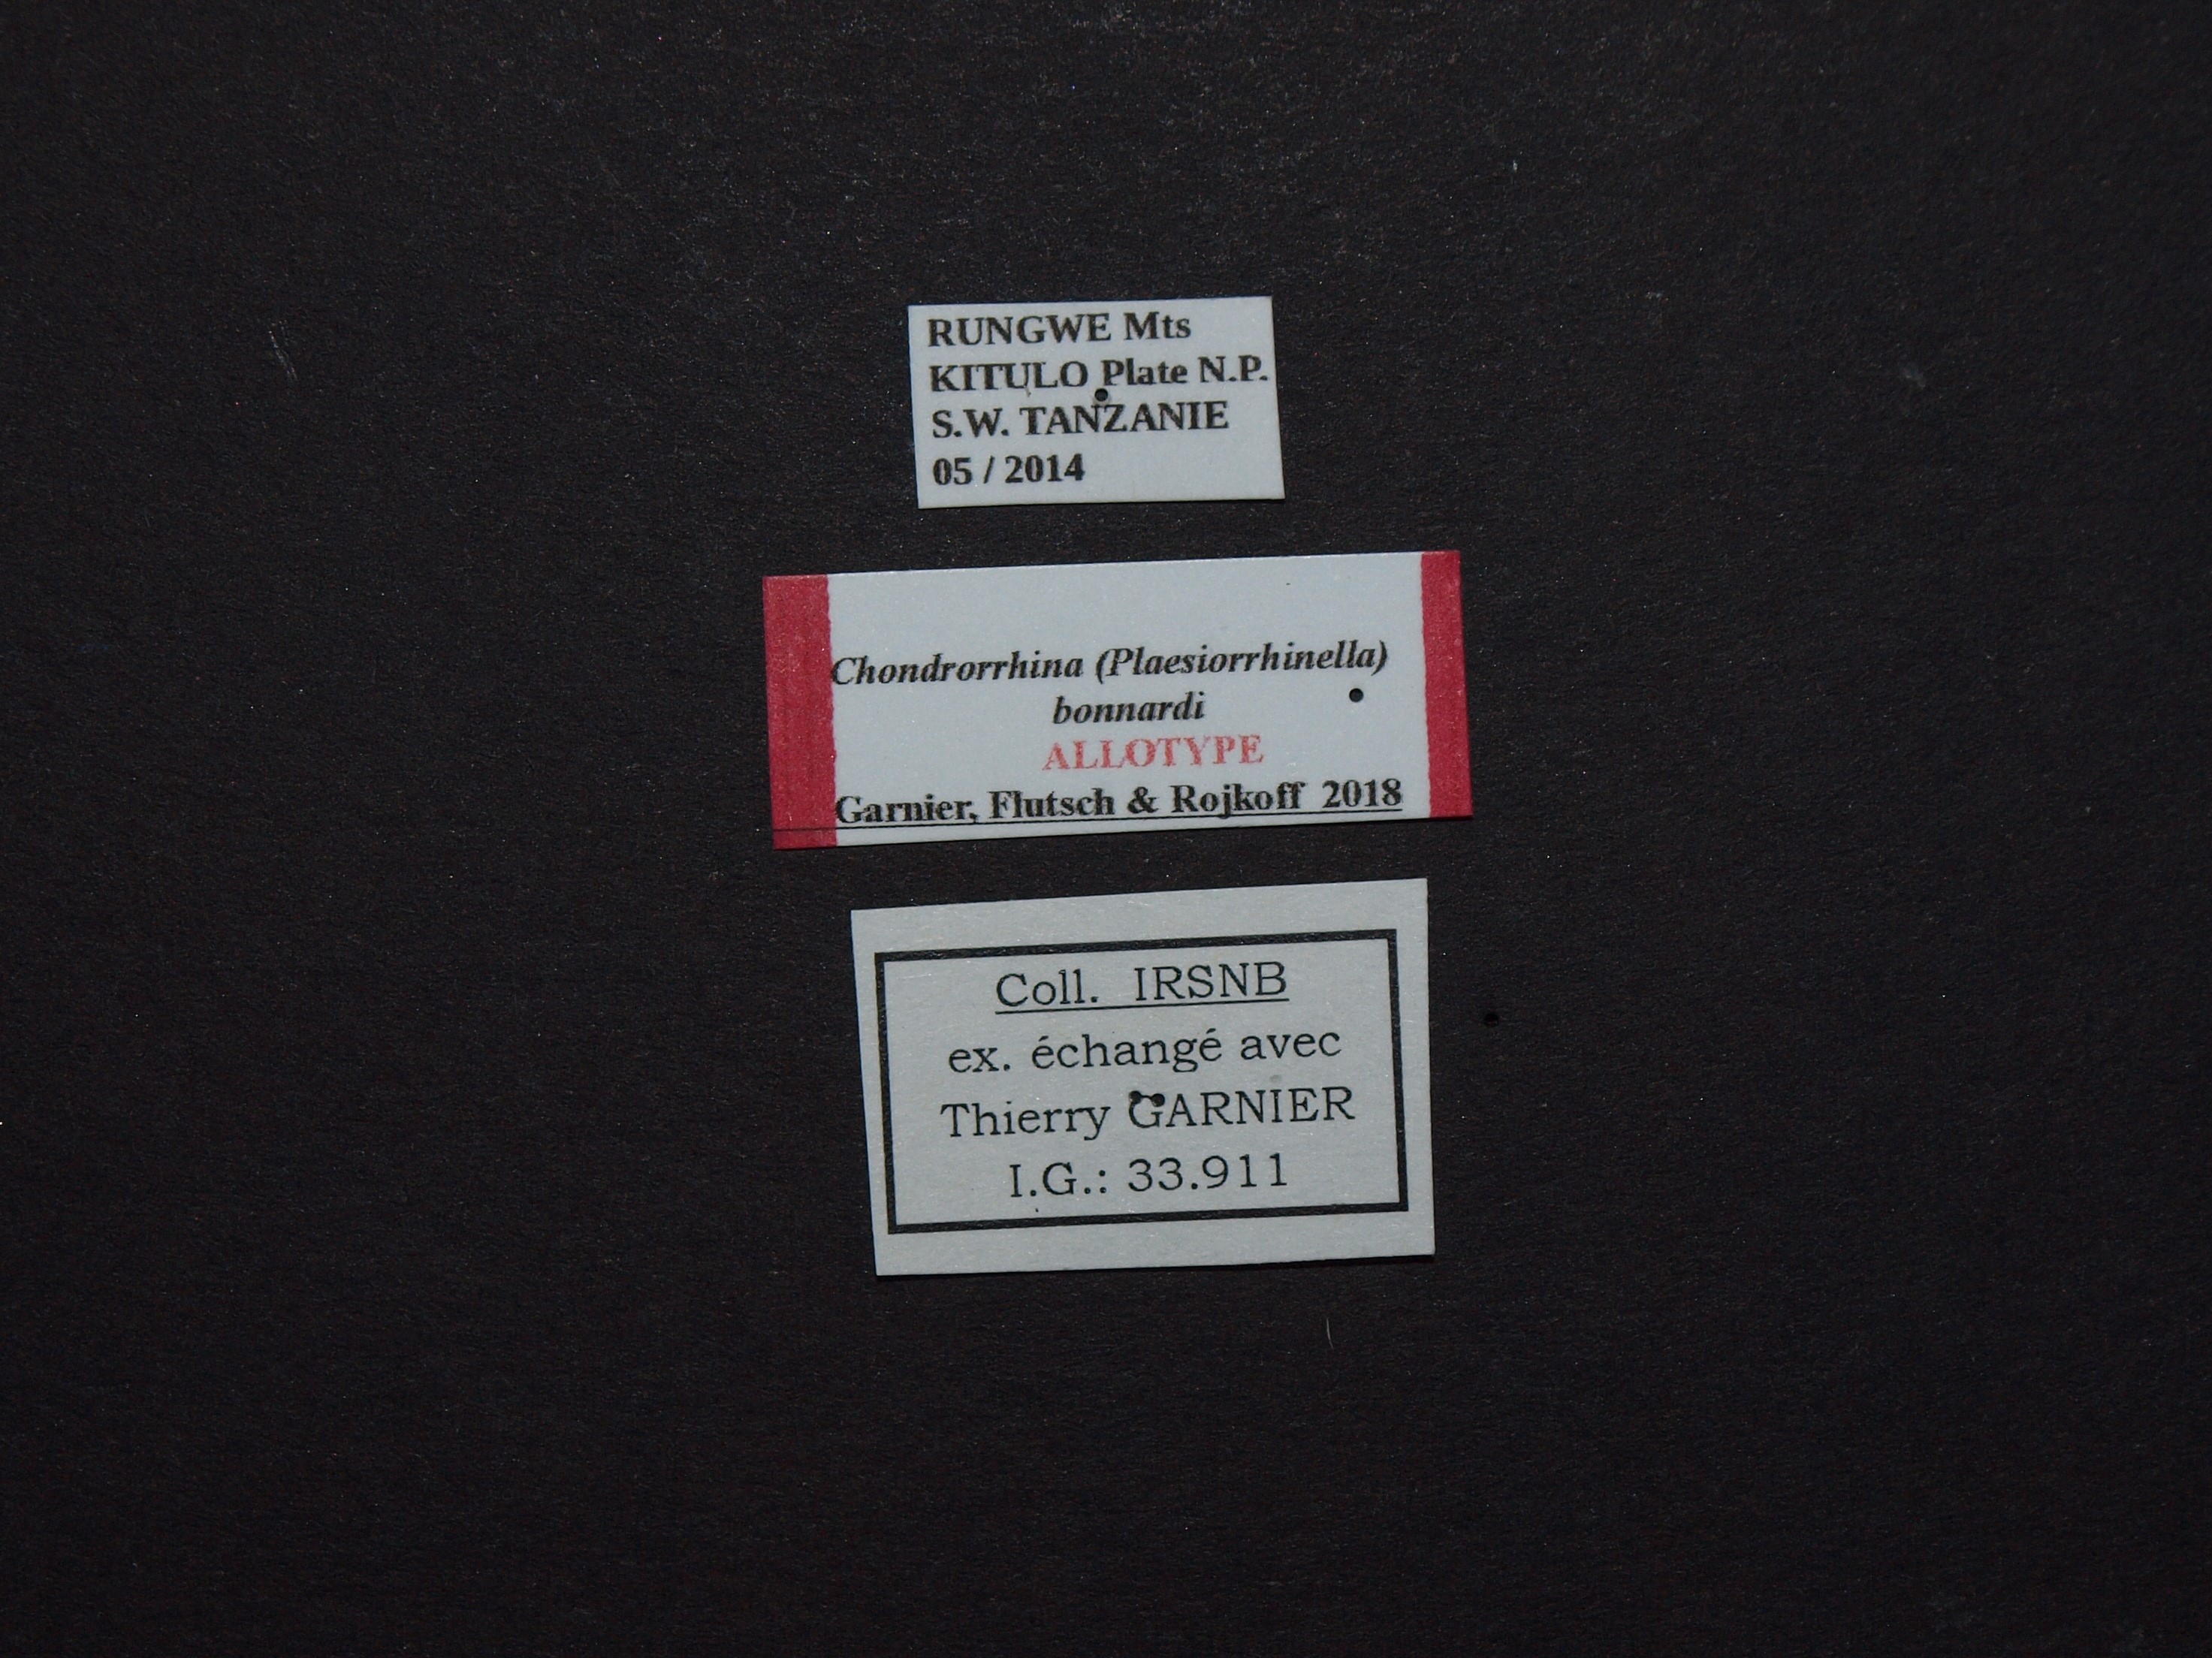 RUNGWE Mts
KITULO Plate N.P.
S.W. TANZANIE
05 / 2014
Chondrorrhina (Plaesiorrhinella)
bonnardi
ALLOTYPE
Garnier, Flutsch & Rojkoff 2018
Coll. IRSNB
ex. échangé avec
Thierry GARNIER
I.G.: 33.911